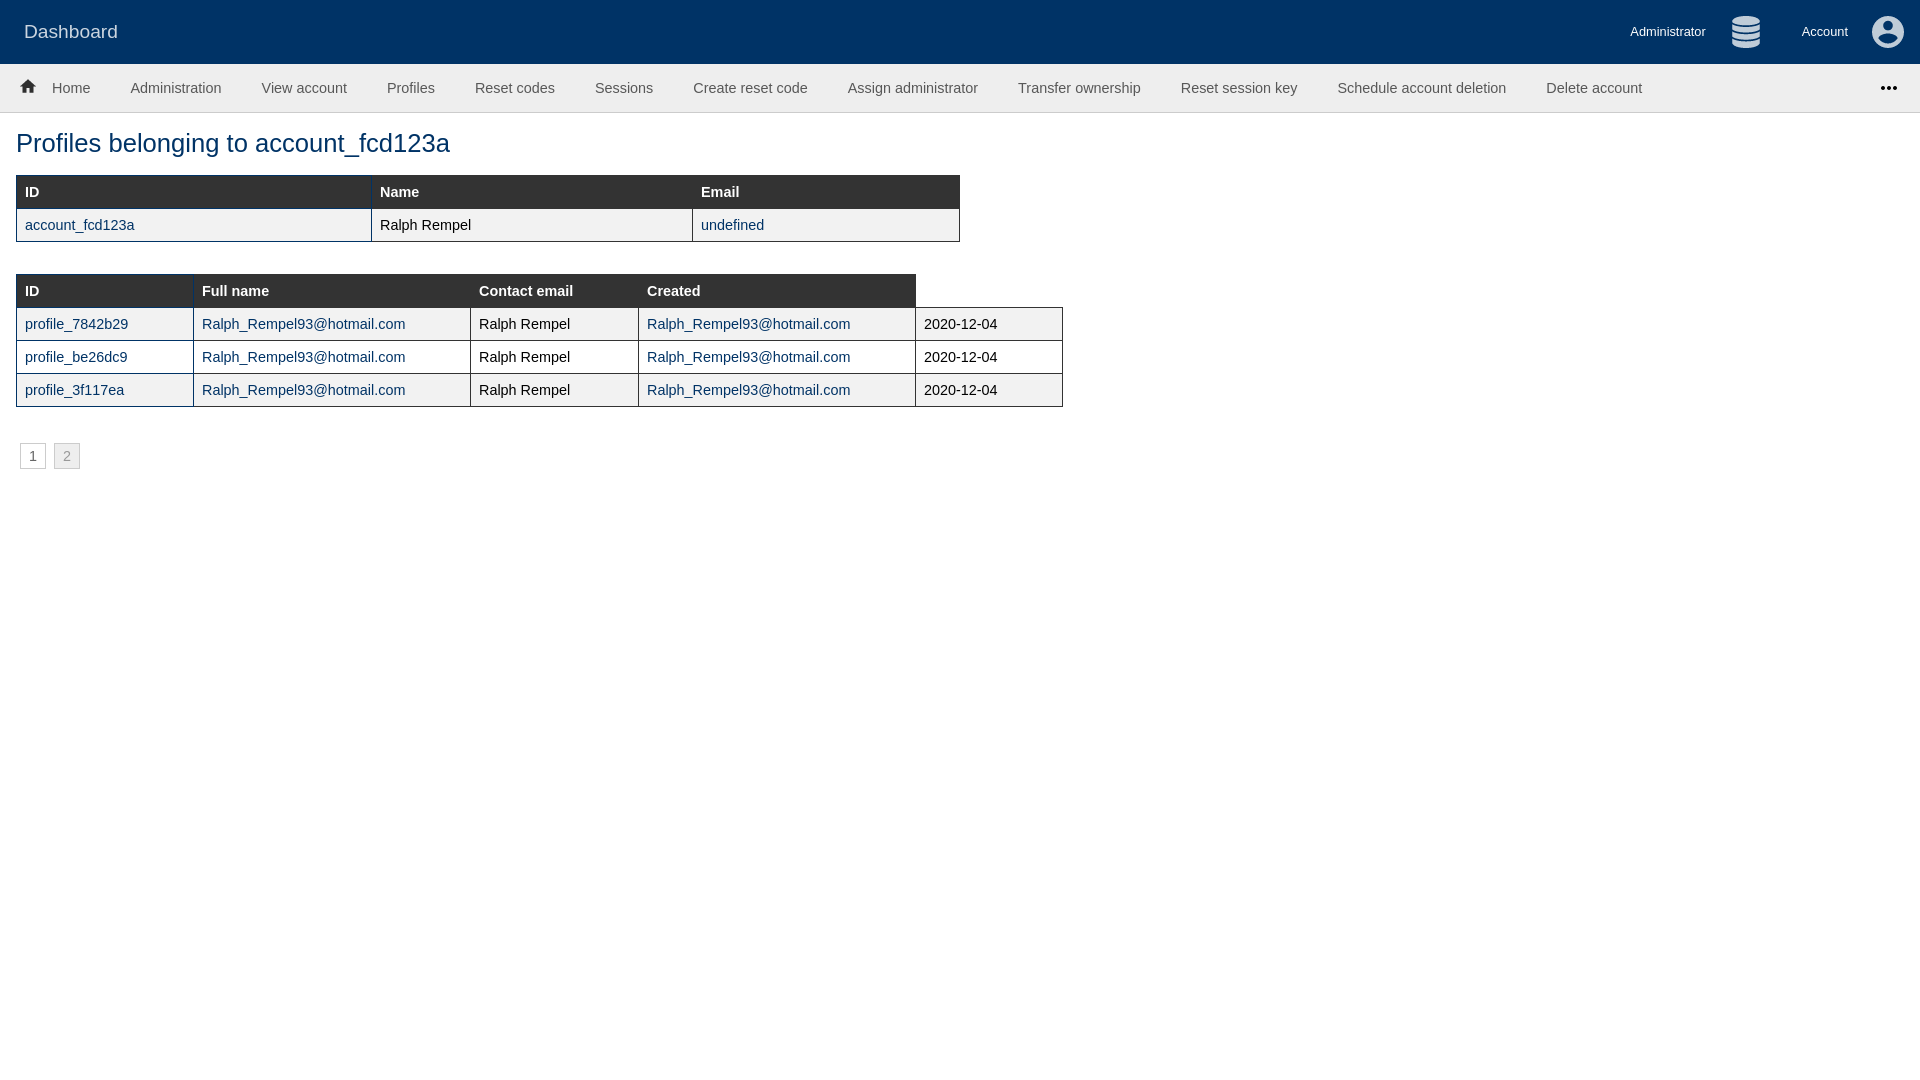 Dashboard
Administrator
Account
Home Administration View account Profiles Reset codes Sessions Create reset code Assign administrator Transfer ownership Reset session key Schedule account deletion Delete account
Profiles belonging to account_fcd123a
ID Name Email
account_fcd123a Ralph Rempel undefined
ID Full name Contact email Created
profile_7842b29 Ralph_Rempel93@hotmail.com Ralph Rempel Ralph_Rempel93@hotmail.com 2020-12-04
profile_be26dc9 Ralph_Rempel93@hotmail.com Ralph Rempel Ralph_Rempel93@hotmail.com 2020-12-04
profile_3f117ea Ralph_Rempel93@hotmail.com Ralph Rempel Ralph_Rempel93@hotmail.com 2020-12-04
1 2